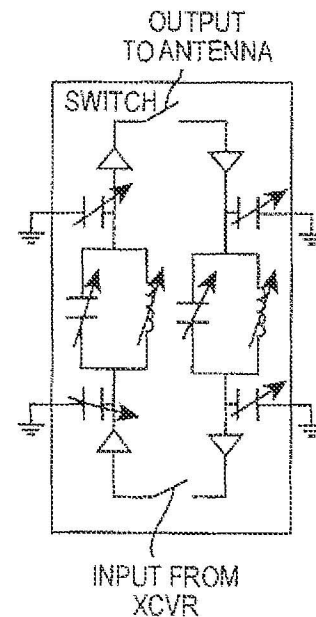 OUTPUT
TO ANTENNA
SWITCH
INPUT FROM
XCVR